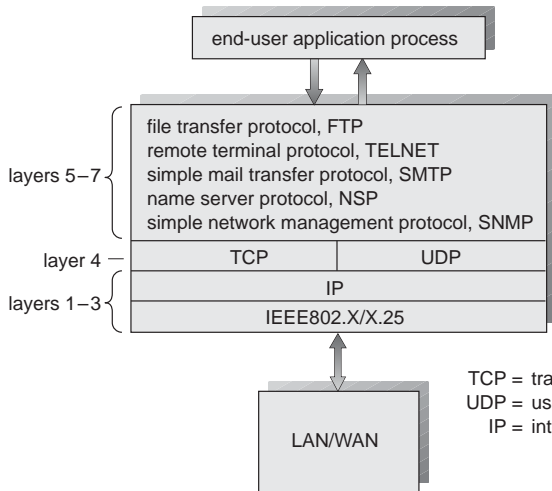 end-user application process
file transfer protocol, FTP
remote terminal protocol, TELNET
simple mail transfer protocol, SMTP
name server protocol, NSP
simple network management protocol, SNMP
layers 5–7
layer 4
TCP
UDP
layers 1–3
IP
IEEE802.X/X.25
LAN/WAN
TCP = tra
UDP = us
IP = int